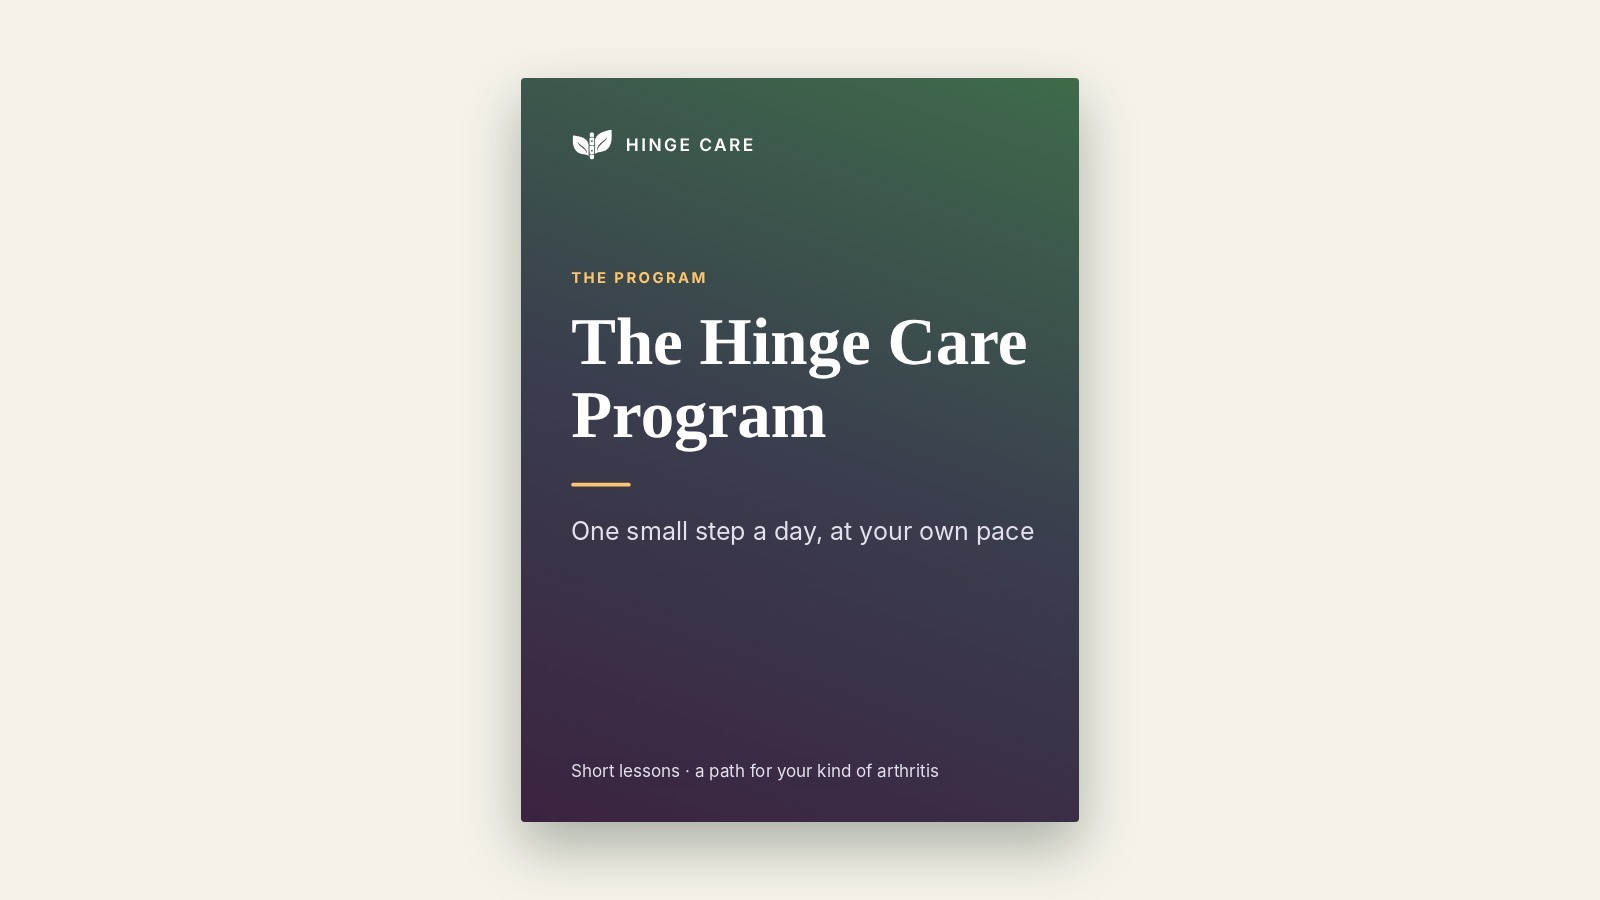 HINGE CARE
THE PROGRAM
The Hinge Care
Program
One small step a day, at your own pace
Short lessons · a path for your kind of arthritis